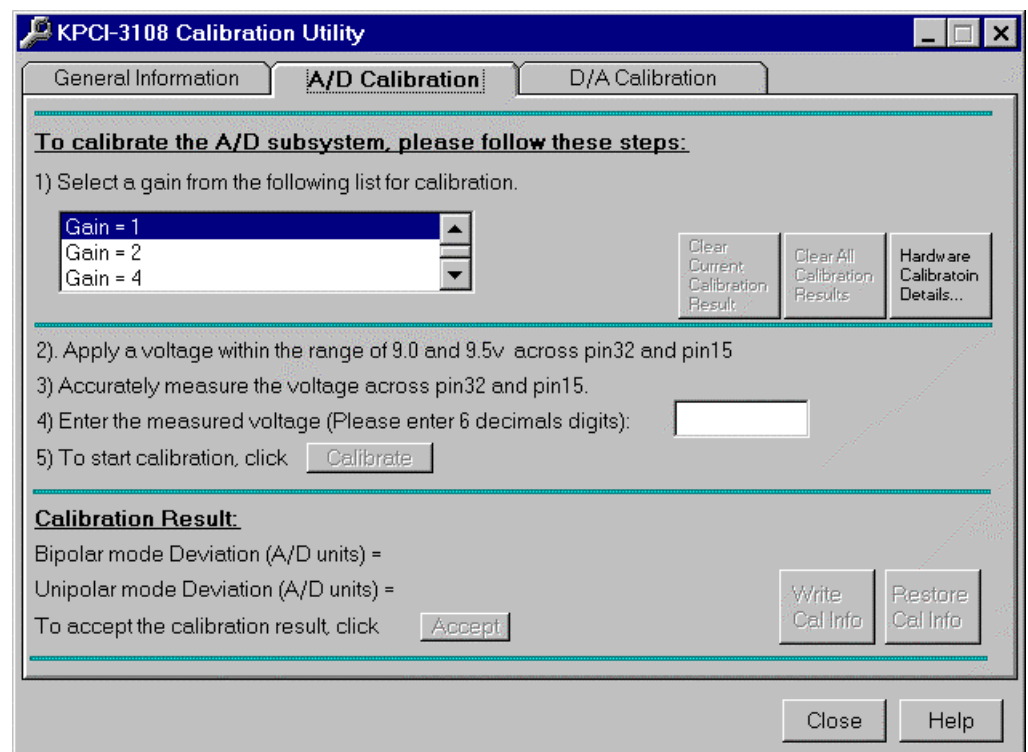 KPCI-3108 Calibration Utility
General Information
A/D Calibration
D/A Calibration
To calibrate the A/D subsystem, please follow these steps:
1) Select a gain from the following list for calibration.
Gain = 1
Gain = 2
Gain = 4
Clear
Current
Calibration
Result
Clear All
Calibration
Results
Hardware
Calibratoin
Details...
2). Apply a voltage within the range of 9.0 and 9.5v across pin32 and pin15
3) Accurately measure the voltage across pin32 and pin15.
4) Enter the measured voltage (Please enter 6 decimals digits):
5) To start calibration, click Calibrate
Calibration Result:
Bipolar mode Deviation (A/D units) =
Unipolar mode Deviation (A/D units) =
To accept the calibration result, click Accept
Write
Cal Info
Restore
Cal Info
Close
Help